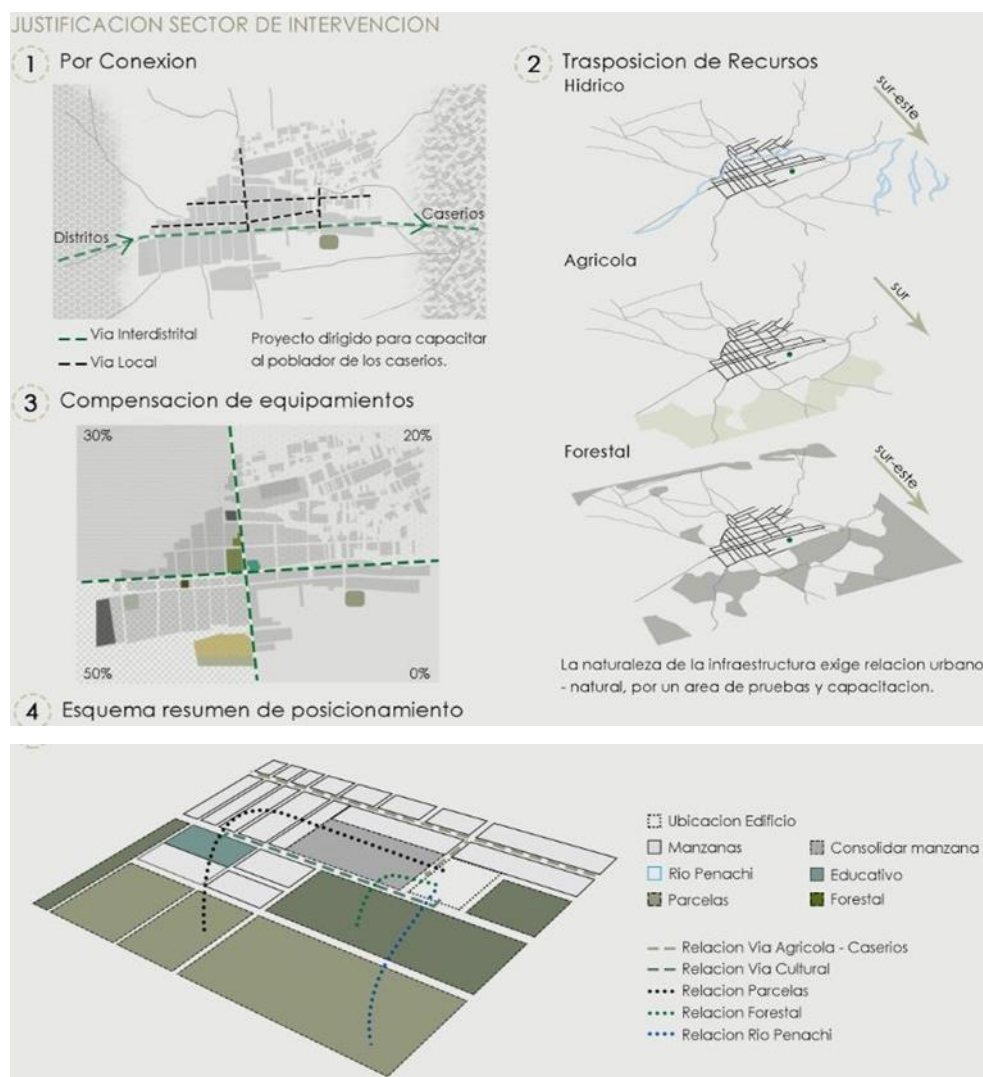 JUSTIFICACION SECTOR DE INTERVENCION
1 Por Conexion
Distritos
Caserios
Via Interdistrital
Via Local
Proyecto dirigido para capacitar
al poblador de los caserios.
2 Trasposicion de Recursos
Hidrico
sur-este
Agricola
sur
Forestal
sur-este
La naturaleza de la infraestructura exige relacion urbano
- natural, por un area de pruebas y capacitacion.
3 Compensacion de equipamientos
30%
20%
50%
0%
4 Esquema resumen de posicionamiento
Ubicacion Edificio
Manzanas
Consolidar manzana
Rio Penachi
Educativo
Parcelas
Forestal
Relacion Via Agricola - Caserios
Relacion Via Cultural
Relacion Parcelas
Relacion Forestal
Relacion Rio Penachi